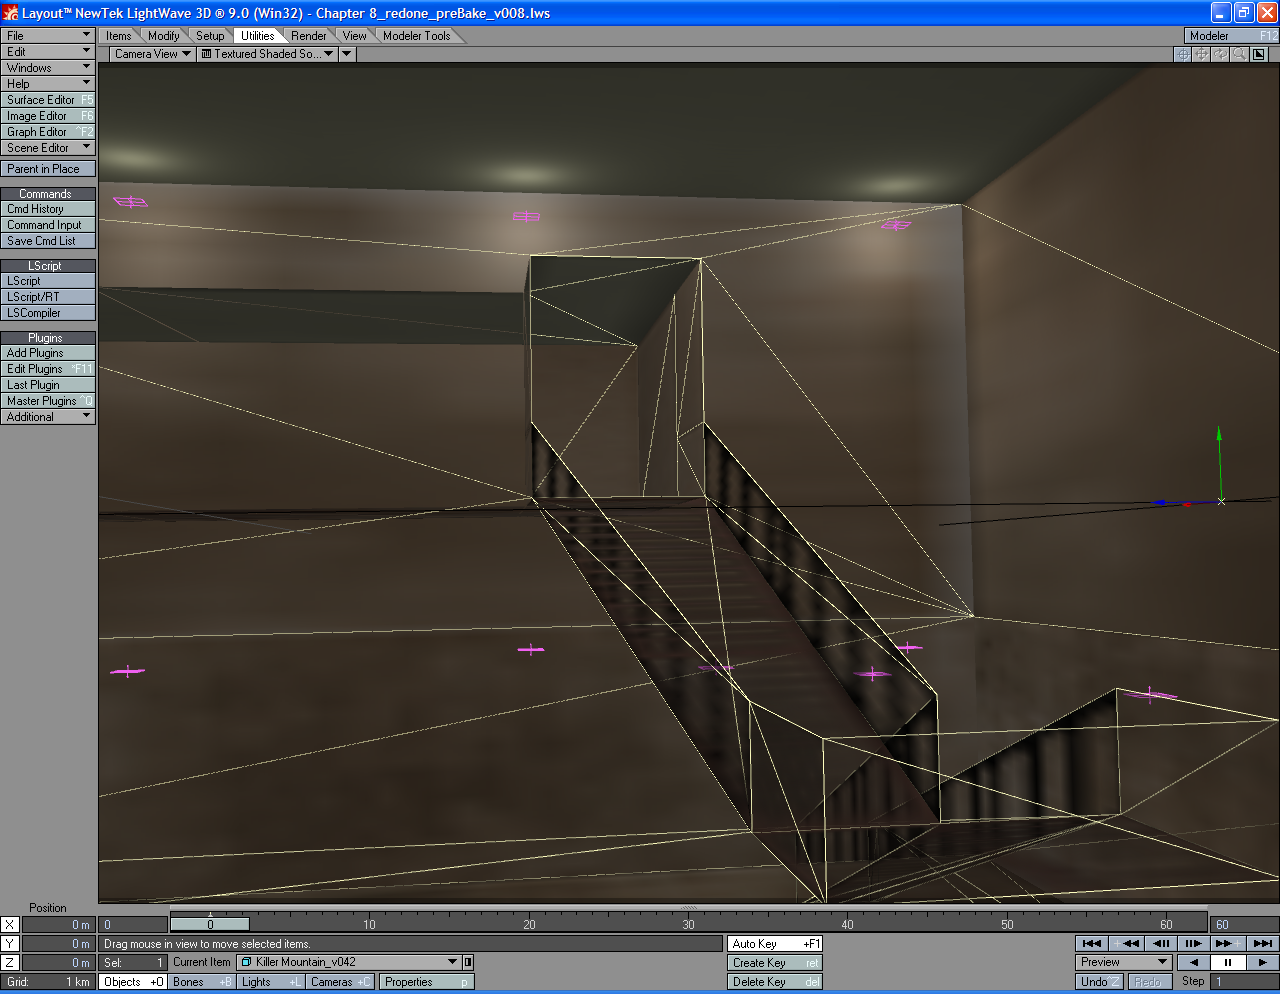 Layout™ NewTek LightWave 3D ® 9.0 (Win32) - Chapter 8_redone_preBake_v008.lws
File
Items Modify Setup Utilities Render View Modeler Tools
Modeler F12
Edit
Camera View Textured Shaded So...
Windows
Help
Surface Editor F5
Image Editor F6
Graph Editor ^F2
Scene Editor
Parent in Place
Commands
Cmd History
Command Input
Save Cmd List
LScript
LScript
LScript/RT
LSCompiler
Plugins
Add Plugins
Edit Plugins *F11
Last Plugin
Master Plugins ^Q
Additional
Position
X 0 m 0 0 10 20 30 40 50 60 60
Y 0 m Drag mouse in view to move selected items. Auto Key +F1
Z 0 m Sel: 1 Current Item Killer Mountain_v042 Create Key ret Preview
Grid: 1 km Objects +O Bones +B Lights +L Cameras +C Properties p Delete Key del Undo ^Z Redo Step 1